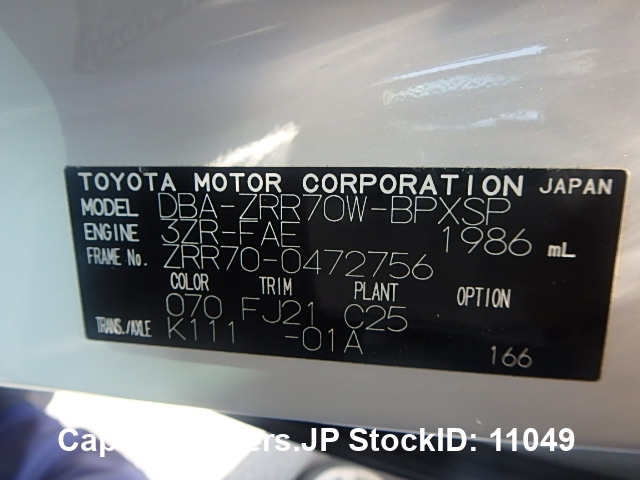 TOYOTA MOTOR CORPORATION JAPAN
MODEL DBA-ZRR70W-BPXSP
ENGINE 3ZR-FAE 1986 mL
FRAME No. ZRR70-0472756
COLOR TRIM PLANT OPTION
070 FJ21 C25
TRANS./AXLE K111 -01A
166
.JP StockID: 11049